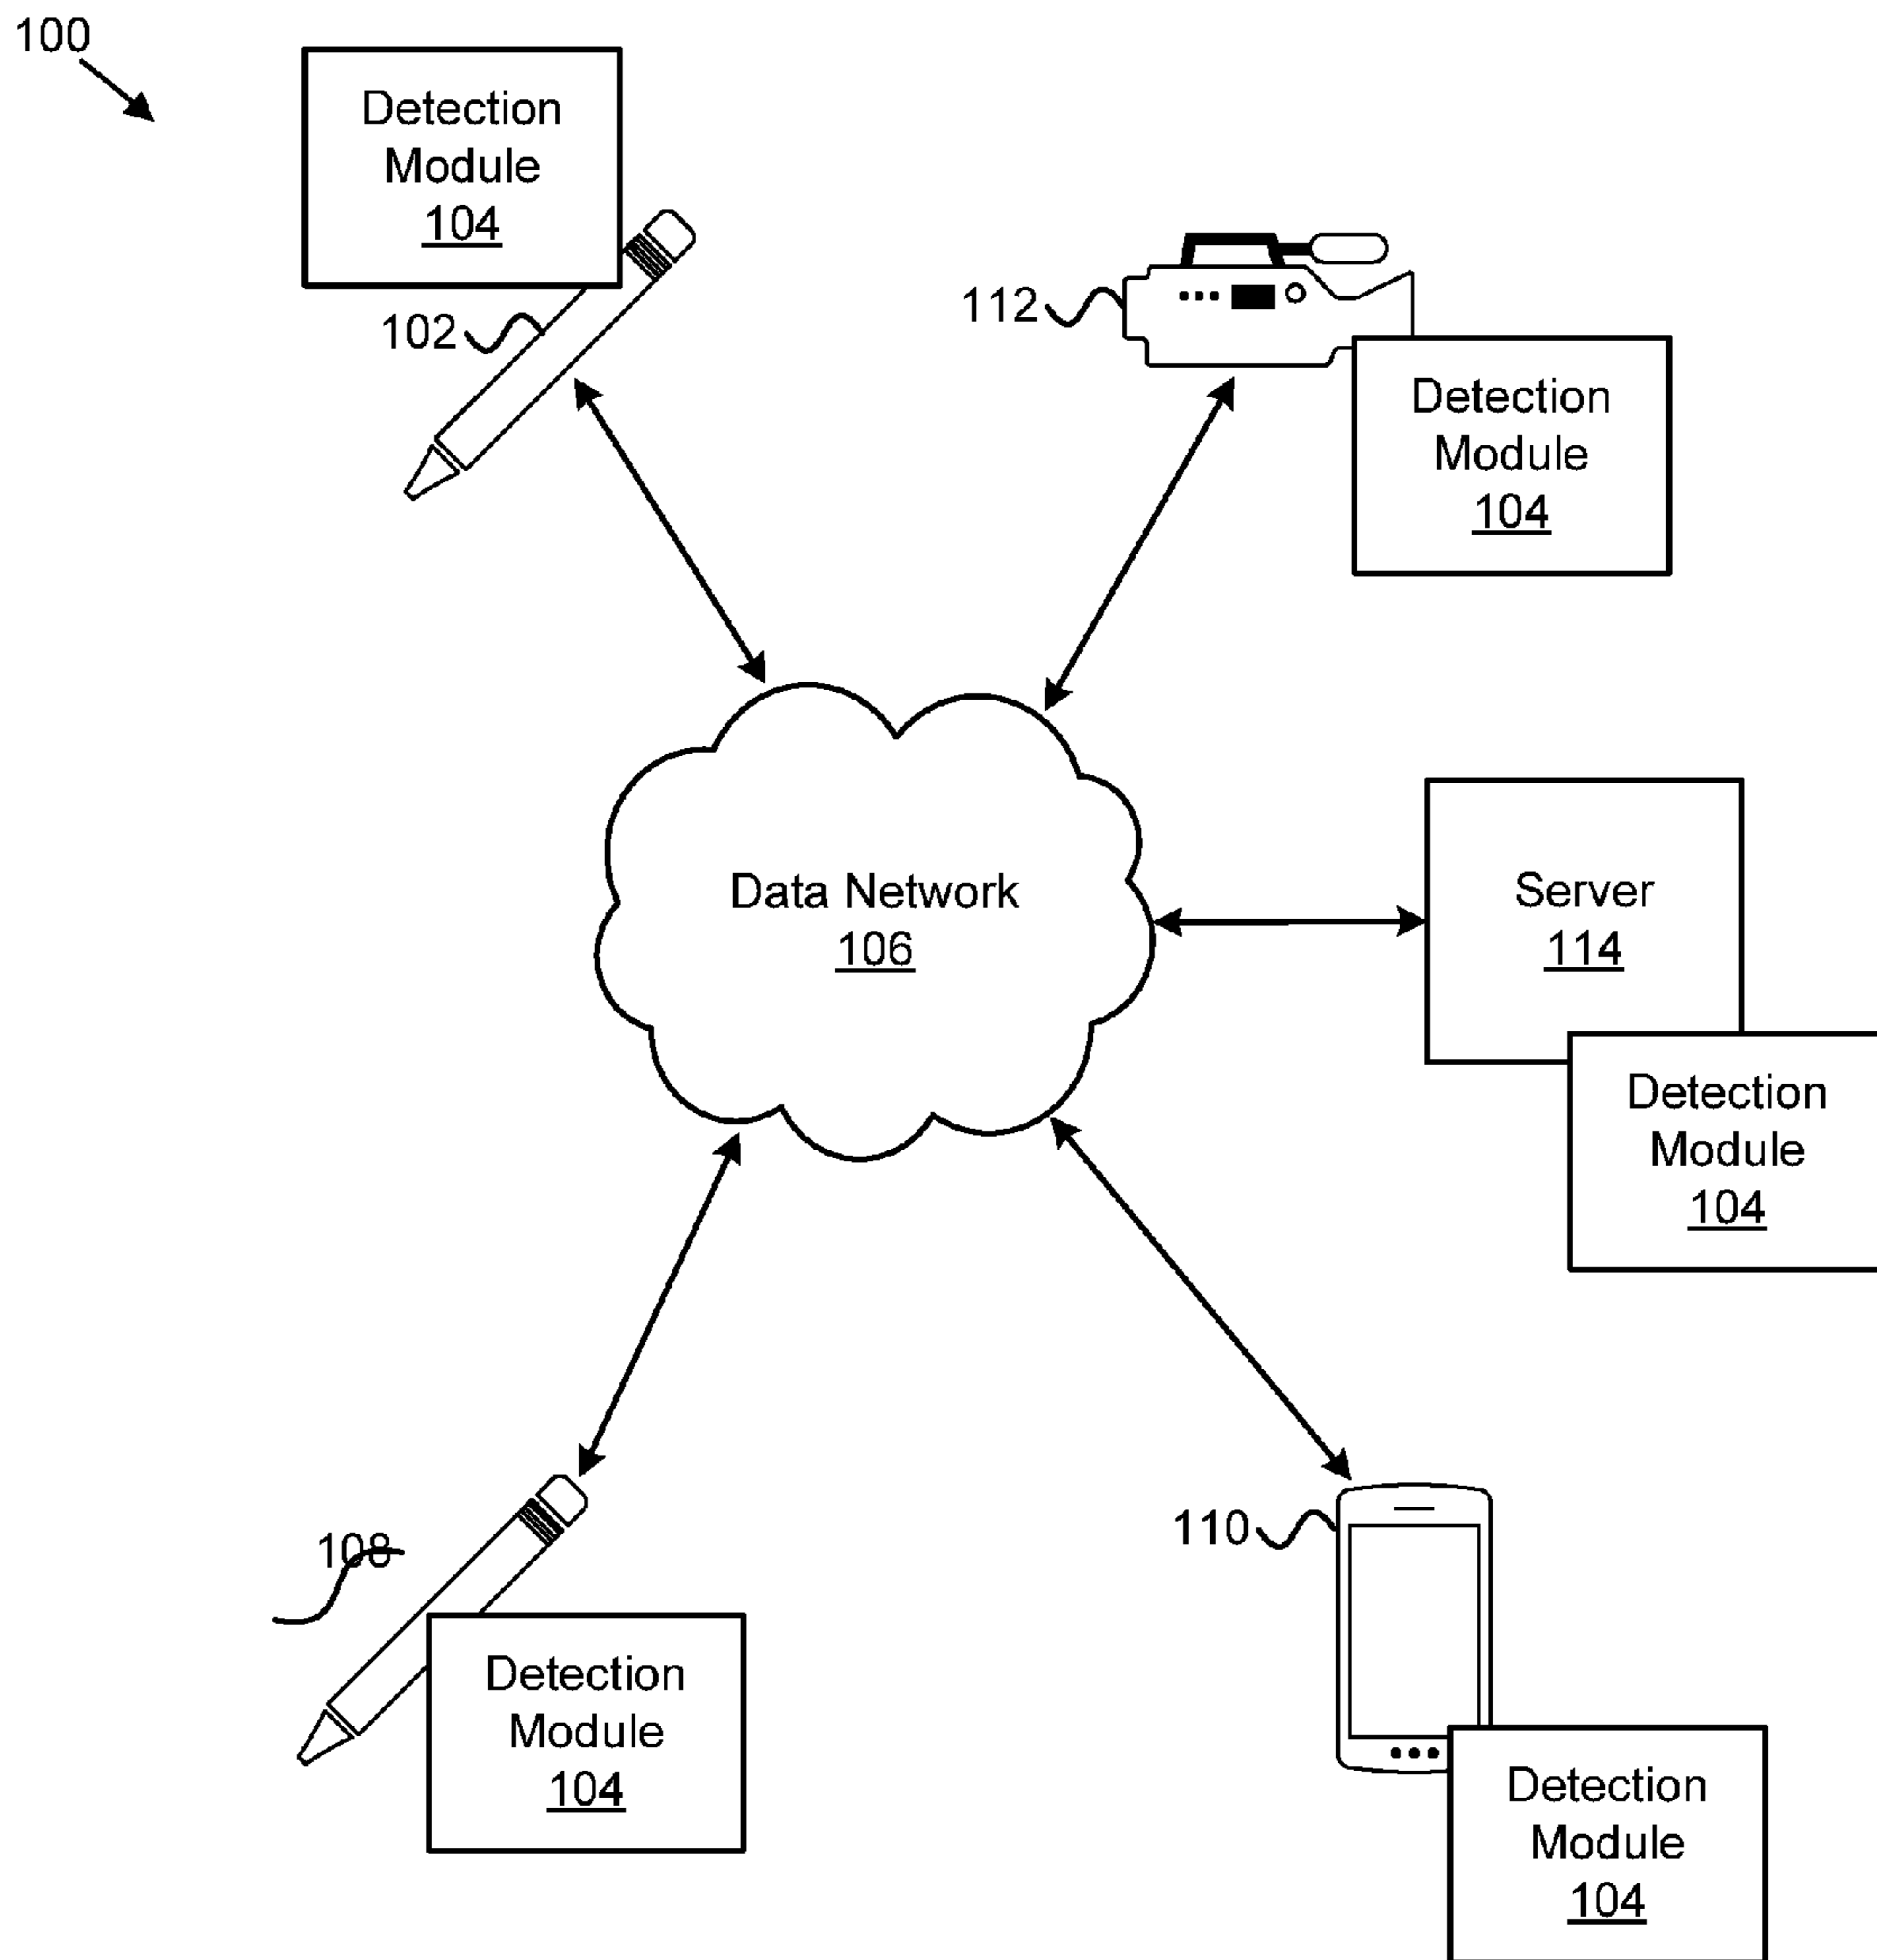 100
Detection
Module
104
102
112
Detection
Module
104
Data Network
106
Server
114
Detection
Module
104
108
Detection
Module
104
110
Detection
Module
104